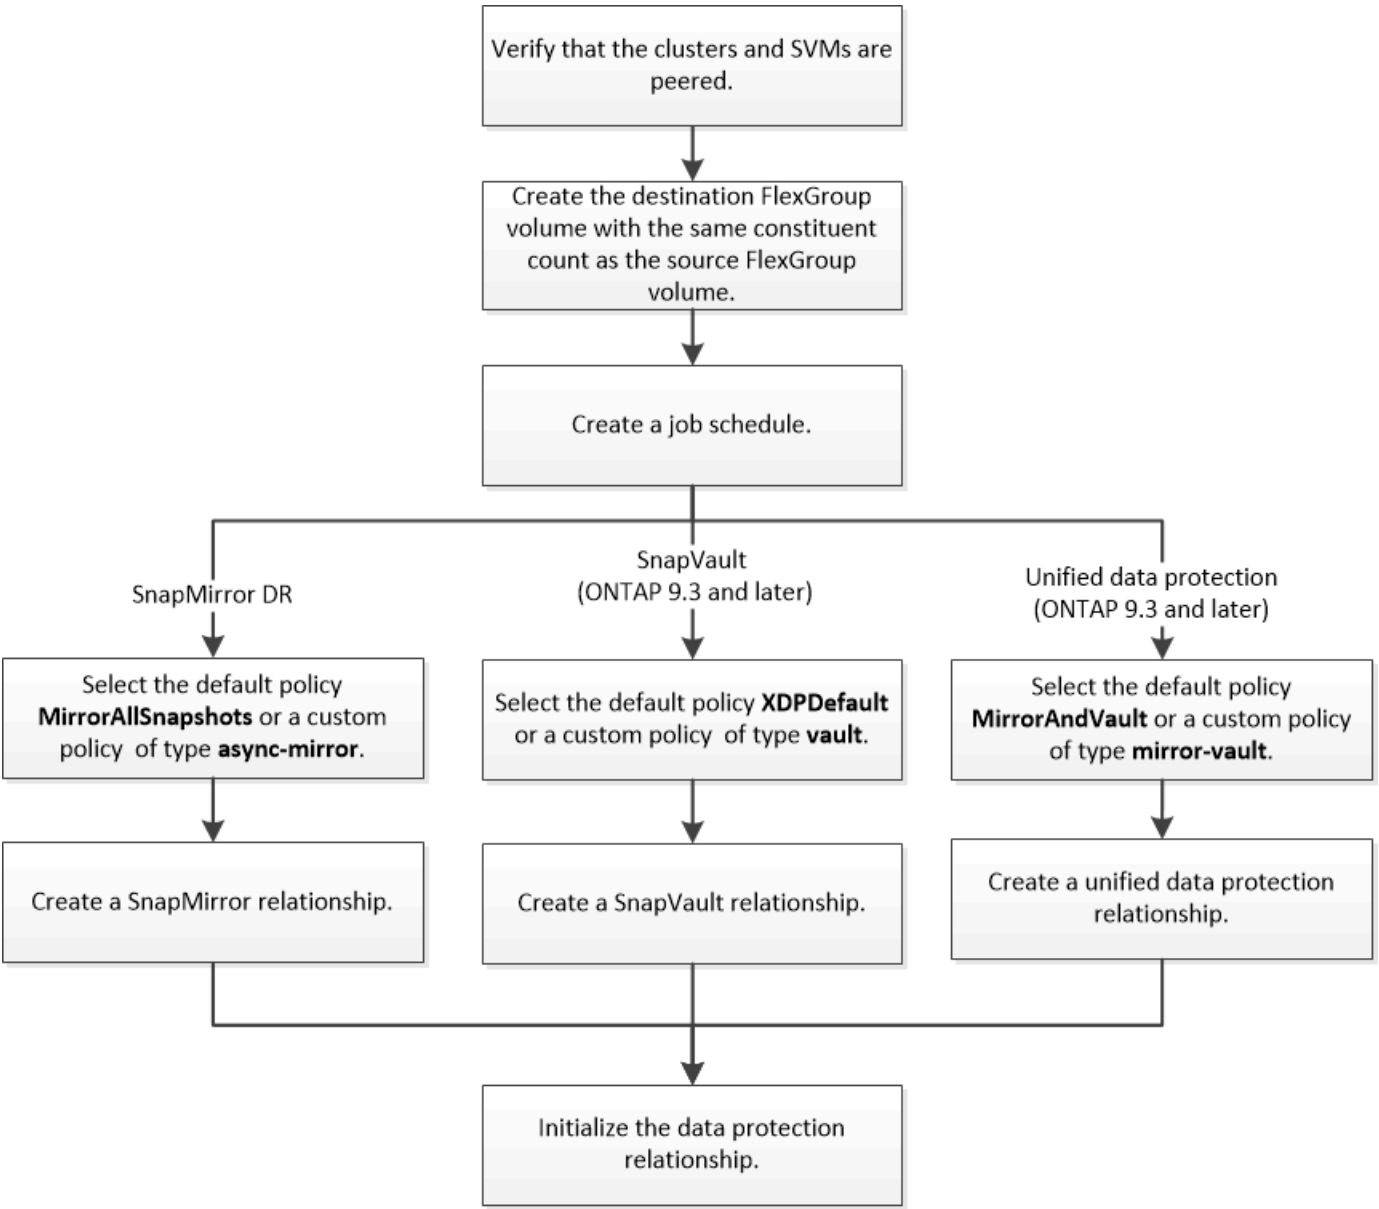 Verify that the clusters and SVMs are
peered.
Create the destination FlexGroup
volume with the same constituent
count as the source FlexGroup
volume.
Create a job schedule.
SnapMirror DR
SnapVault
(ONTAP 9.3 and later)
Unified data protection
(ONTAP 9.3 and later)
Select the default policy
MirrorAllSnapshots or a custom
policy of type async-mirror.
Select the default policy XDPDefault
or a custom policy of type vault.
Select the default policy
MirrorAndVault or a custom policy
of type mirror-vault.
Create a SnapMirror relationship.
Create a SnapVault relationship.
Create a unified data protection
relationship.
Initialize the data protection
relationship.